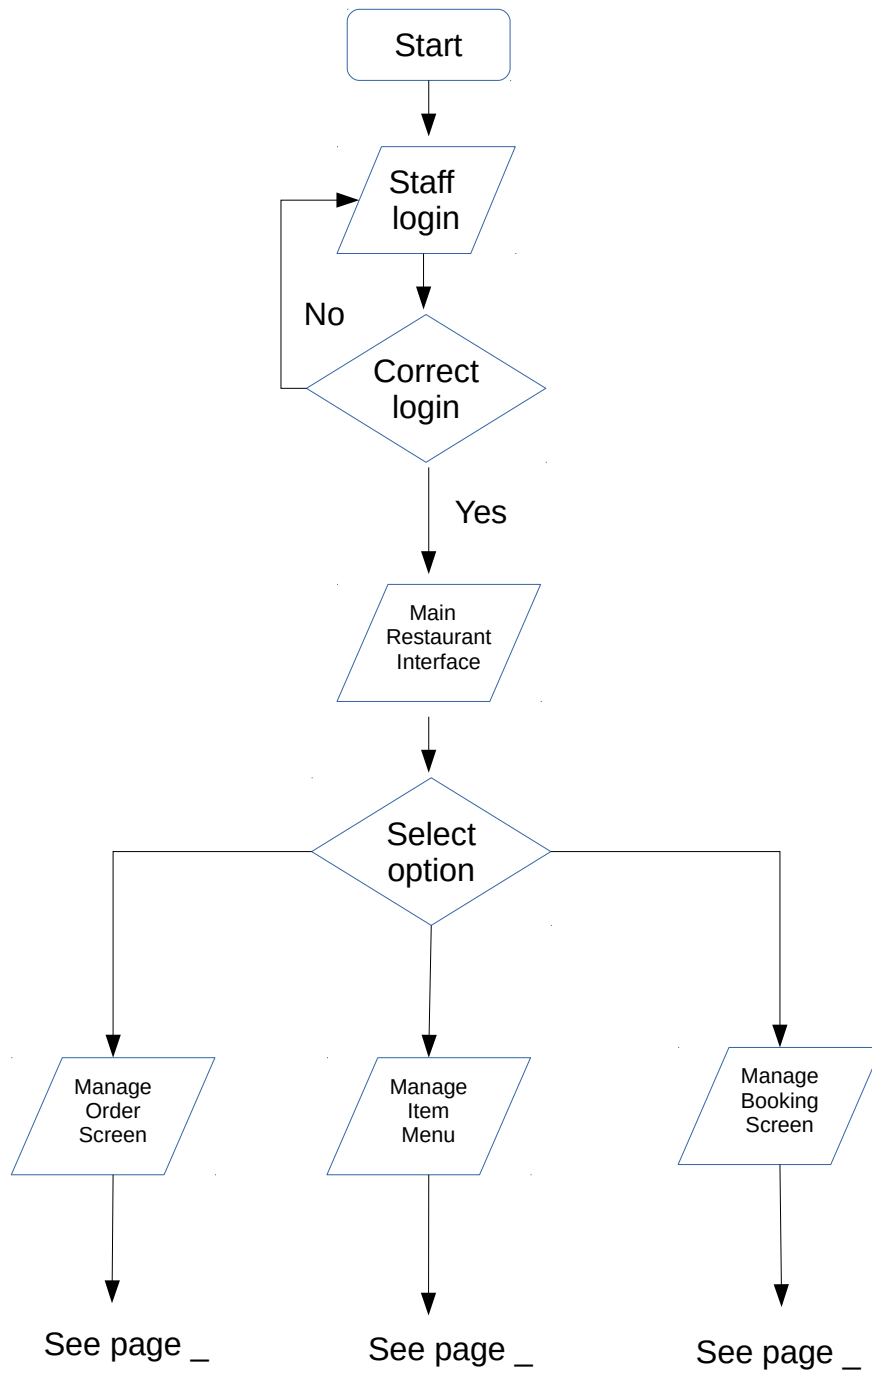 Start
Staff
login
No
Correct
login
Yes
Main
Restaurant
Interface
Select
option
Manage
Order
Screen
Manage
Item
Menu
Manage
Booking
Screen
See page _
See page _
See page _